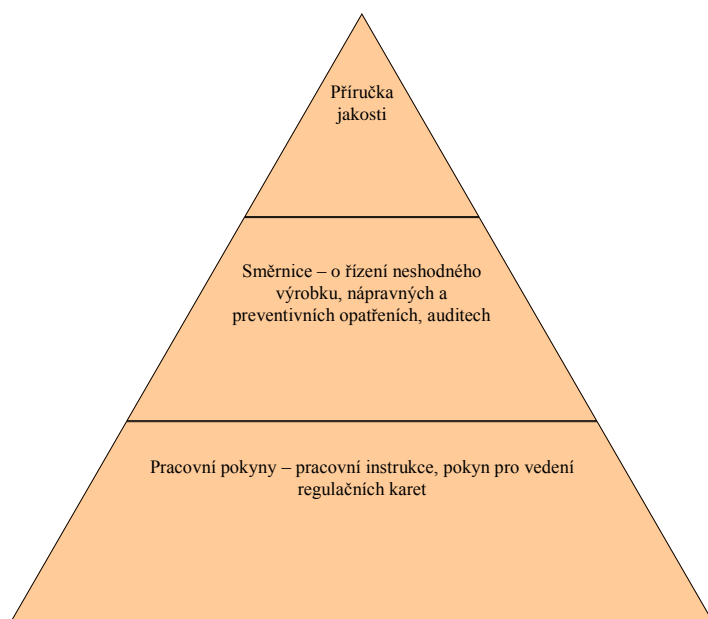 Příručka
jakosti
Směrnice – o řízení neshodného
výrobku, nápravných a
preventivních opatřeních, auditech
Pracovní pokyny – pracovní instrukce, pokyn pro vedení
regulačních karet